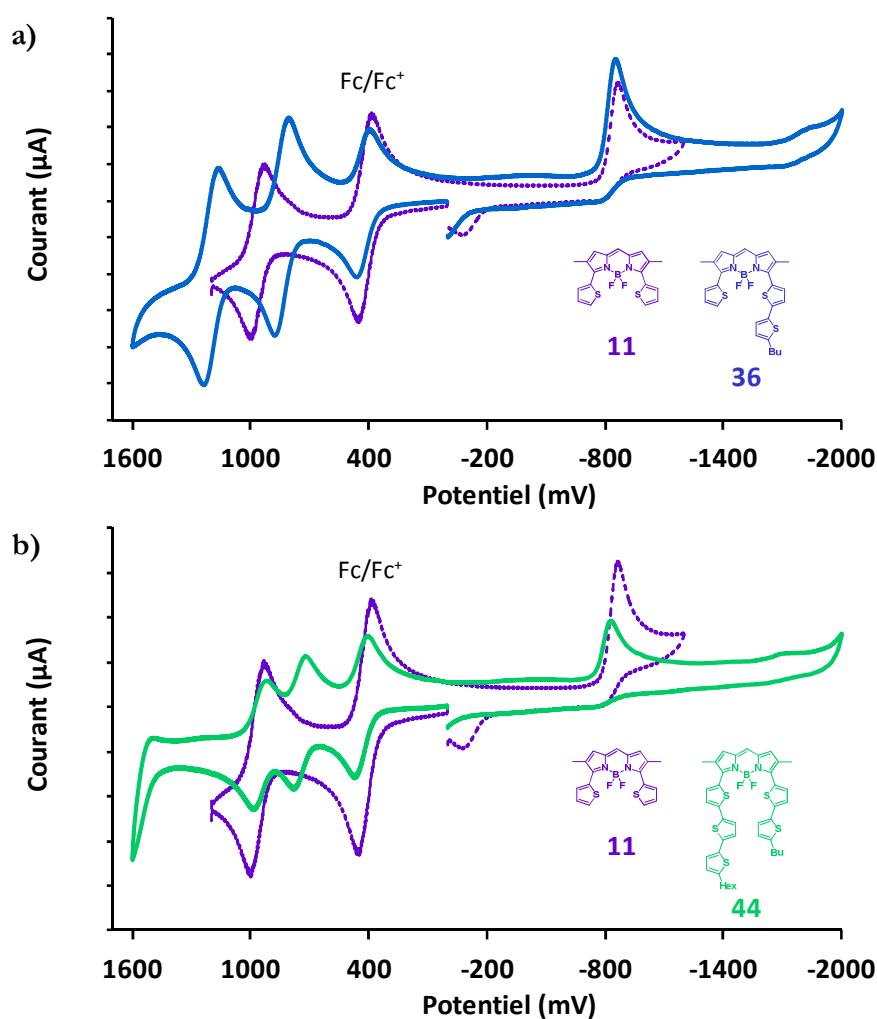 a)
Fc/Fc⁺
Courant (µA)
N N
B
F F
S S
11
N N
B
F F
S S
S
Bu
36
1600 1000 400 -200 -800 -1400 -2000
Potentiel (mV)
b)
Fc/Fc⁺
Courant (µA)
N N
B
F F
S S
11
N N
B
F F
S S
S S
Bu
S
Hex
44
1600 1000 400 -200 -800 -1400 -2000
Potentiel (mV)